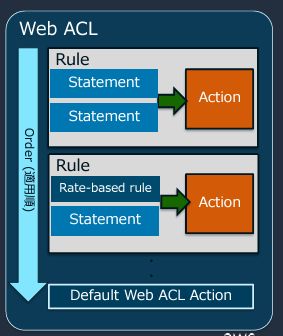 Web ACL
Rule
Statement
Statement
Action
Order (適用順)
Rule
Rate-based rule
Statement
Action
Default Web ACL Action